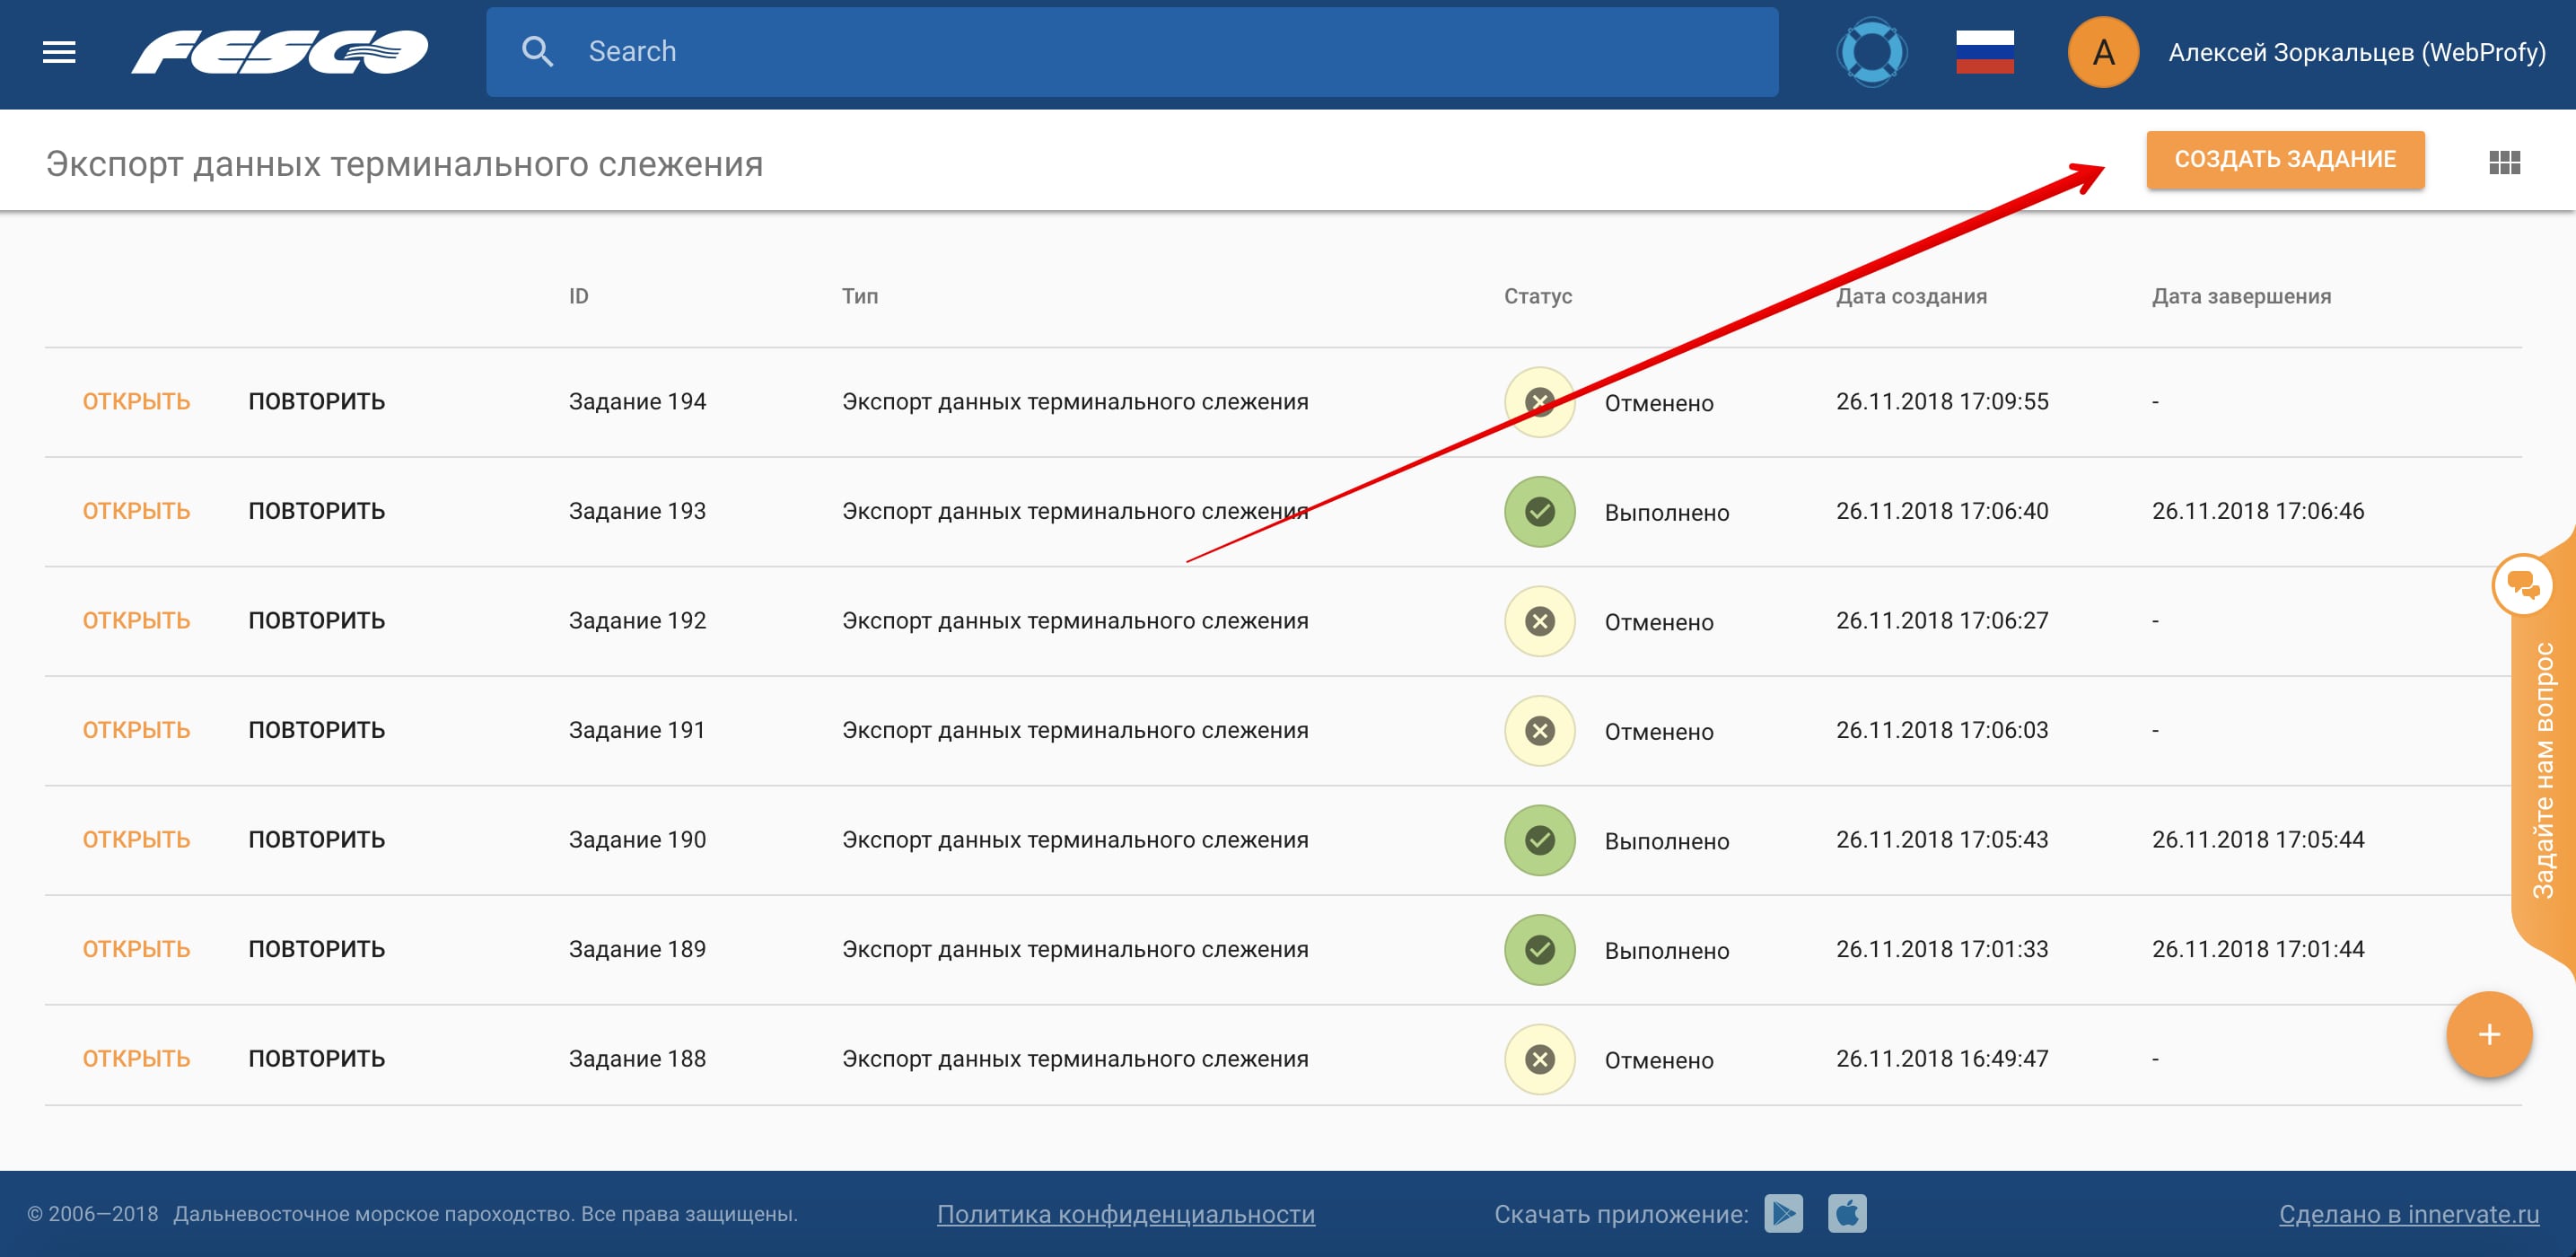 FESCO
Search
A
Алексей Зоркальцев (WebProfy)
Экспорт данных терминального слежения
СОЗДАТЬ ЗАДАНИЕ
ID Тип Статус Дата создания Дата завершения
ОТКРЫТЬ ПОВТОРИТЬ Задание 194 Экспорт данных терминального слежения Отменено 26.11.2018 17:09:55 -
ОТКРЫТЬ ПОВТОРИТЬ Задание 193 Экспорт данных терминального слежения Выполнено 26.11.2018 17:06:40 26.11.2018 17:06:46
ОТКРЫТЬ ПОВТОРИТЬ Задание 192 Экспорт данных терминального слежения Отменено 26.11.2018 17:06:27 -
ОТКРЫТЬ ПОВТОРИТЬ Задание 191 Экспорт данных терминального слежения Отменено 26.11.2018 17:06:03 -
ОТКРЫТЬ ПОВТОРИТЬ Задание 190 Экспорт данных терминального слежения Выполнено 26.11.2018 17:05:43 26.11.2018 17:05:44
ОТКРЫТЬ ПОВТОРИТЬ Задание 189 Экспорт данных терминального слежения Выполнено 26.11.2018 17:01:33 26.11.2018 17:01:44
ОТКРЫТЬ ПОВТОРИТЬ Задание 188 Экспорт данных терминального слежения Отменено 26.11.2018 16:49:47 -
Задайте нам вопрос
+
© 2006—2018 Дальневосточное морское пароходство. Все права защищены.
Политика конфиденциальности
Скачать приложение:
Сделано в innervate.ru